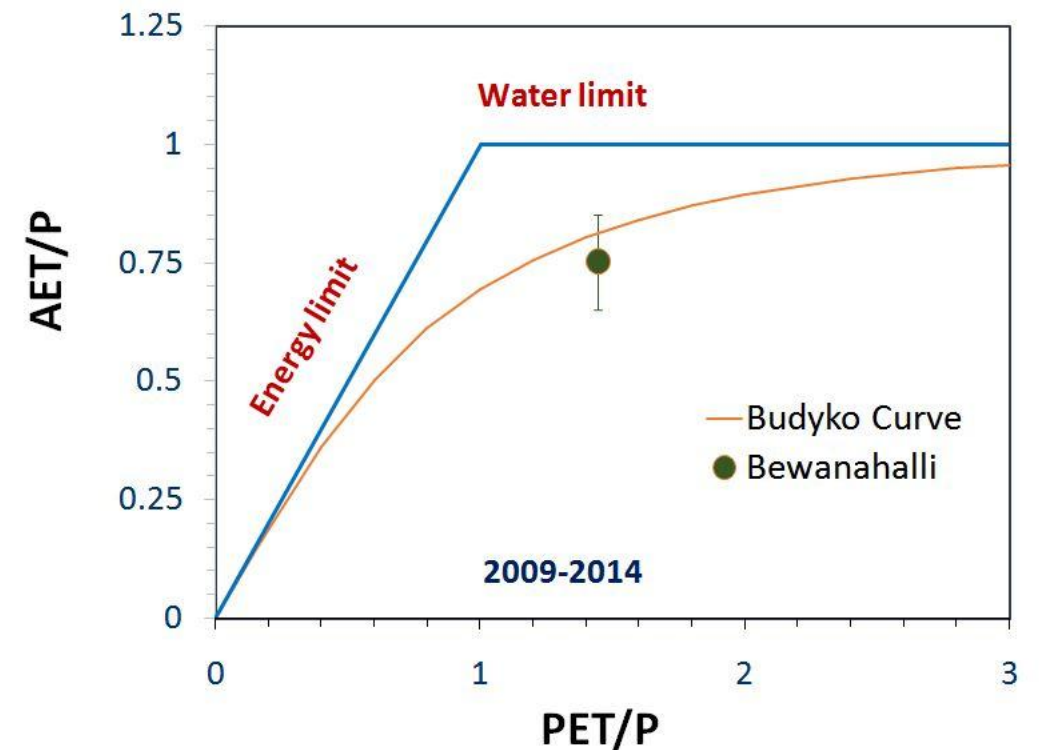 1.25
Water limit
1
AET/P
0.75
Energy limit
0.5
Budyko Curve
Bewanahalli
0.25
2009-2014
0
0 1 2 3
PET/P